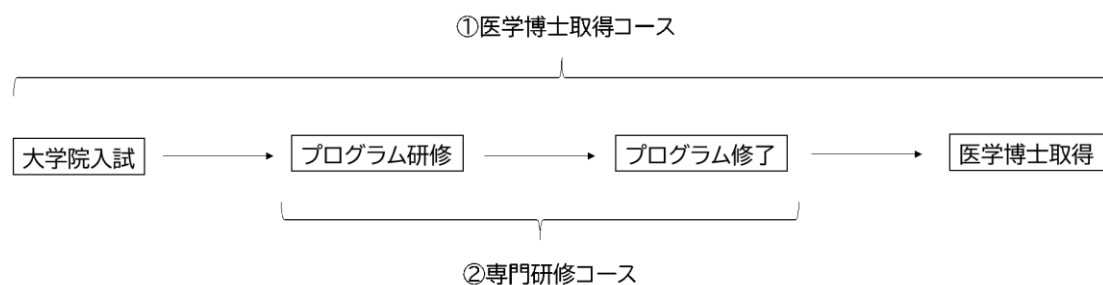 ①医学博士取得コース
大学院入試
プログラム研修
プログラム修了
医学博士取得
②専門研修コース